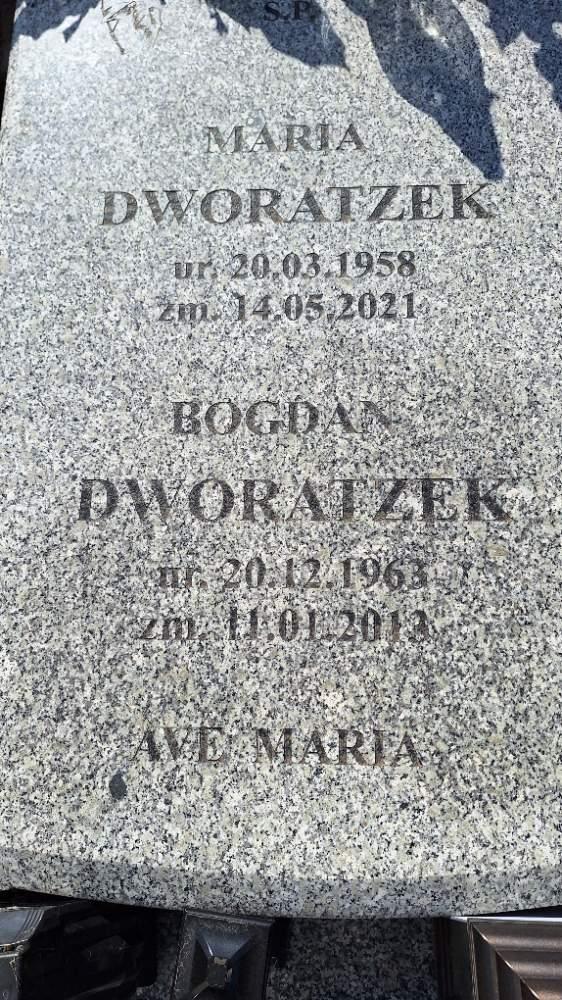 S.P.
MARIA
DWORATZEK
ur. 20.03.1958
zm. 14.05.2021
BOGDAN
DWORATZEK
ur. 20.12.1963
zm. 11.01.2013
AVE MARIA